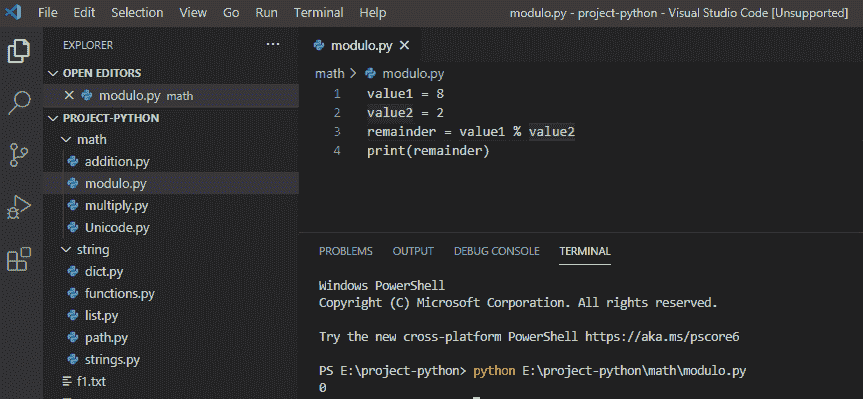 File Edit Selection View Go Run Terminal Help modulo.py - project-python - Visual Studio Code [Unsupported]
EXPLORER
OPEN EDITORS
modulo.py math
PROJECT-PYTHON
math
addition.py
modulo.py
multiply.py
Unicode.py
string
dict.py
functions.py
list.py
path.py
strings.py
f1.txt
modulo.py
math > modulo.py
1 value1 = 8
2 value2 = 2
3 remainder = value1 % value2
4 print(remainder)
PROBLEMS OUTPUT DEBUG CONSOLE TERMINAL
Windows PowerShell
Copyright (C) Microsoft Corporation. All rights reserved.
Try the new cross-platform PowerShell https://aka.ms/pscore6
PS E:\project-python> python E:\project-python\math\modulo.py
0